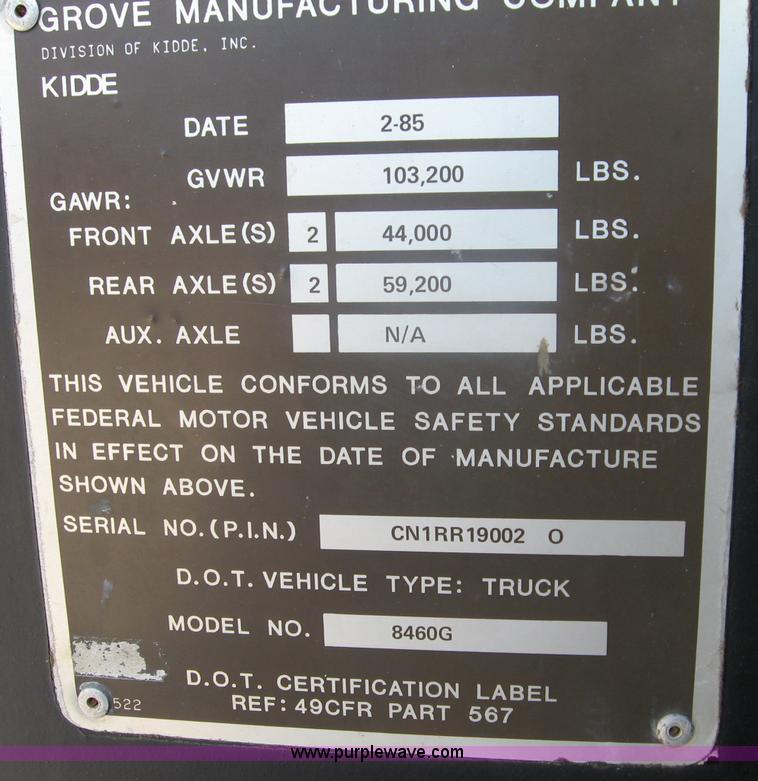 GROVE MANUFACTURING COMPANY
DIVISION OF KIDDE, INC.
KIDDE
DATE 2-85
GVWR 103,200 LBS.
GAWR:
FRONT AXLE(S) 2 44,000 LBS.
REAR AXLE(S) 2 59,200 LBS.
AUX. AXLE N/A LBS.
THIS VEHICLE CONFORMS TO ALL APPLICABLE
FEDERAL MOTOR VEHICLE SAFETY STANDARDS
IN EFFECT ON THE DATE OF MANUFACTURE
SHOWN ABOVE.
SERIAL NO.(P.I.N.) CN1RR19002 O
D.O.T. VEHICLE TYPE: TRUCK
MODEL NO. 8460G
D.O.T. CERTIFICATION LABEL
REF: 49CFR PART 567
522
www.purplewave.com